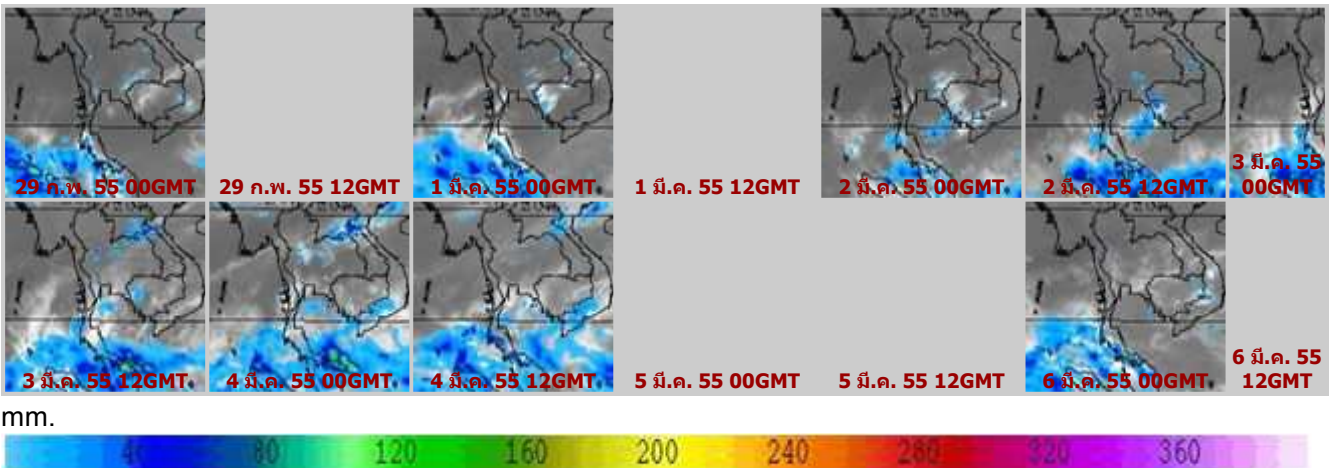 29 ก.พ. 55 00GMT
29 ก.พ. 55 12GMT
1 มี.ค. 55 00GMT
1 มี.ค. 55 12GMT
2 มี.ค. 55 00GMT
2 มี.ค. 55 12GMT
3 มี.ค. 55
00GMT
3 มี.ค. 55 12GMT
4 มี.ค. 55 00GMT
4 มี.ค. 55 12GMT
5 มี.ค. 55 00GMT
5 มี.ค. 55 12GMT
6 มี.ค. 55 00GMT
6 มี.ค. 55
12GMT
mm.
40 80 120 160 200 240 280 320 360